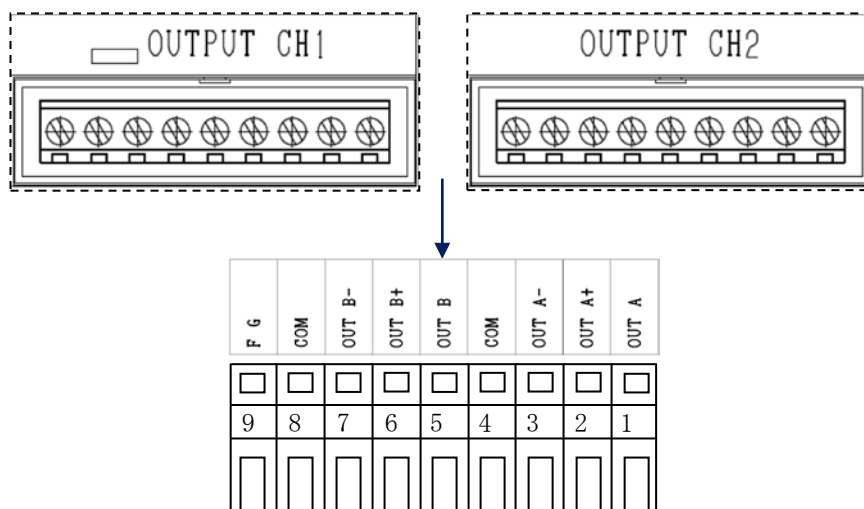 OUTPUT CH1
OUTPUT CH2
F G
COM
OUT B-
OUT B+
OUT B
COM
OUT A-
OUT A+
OUT A
9 8 7 6 5 4 3 2 1